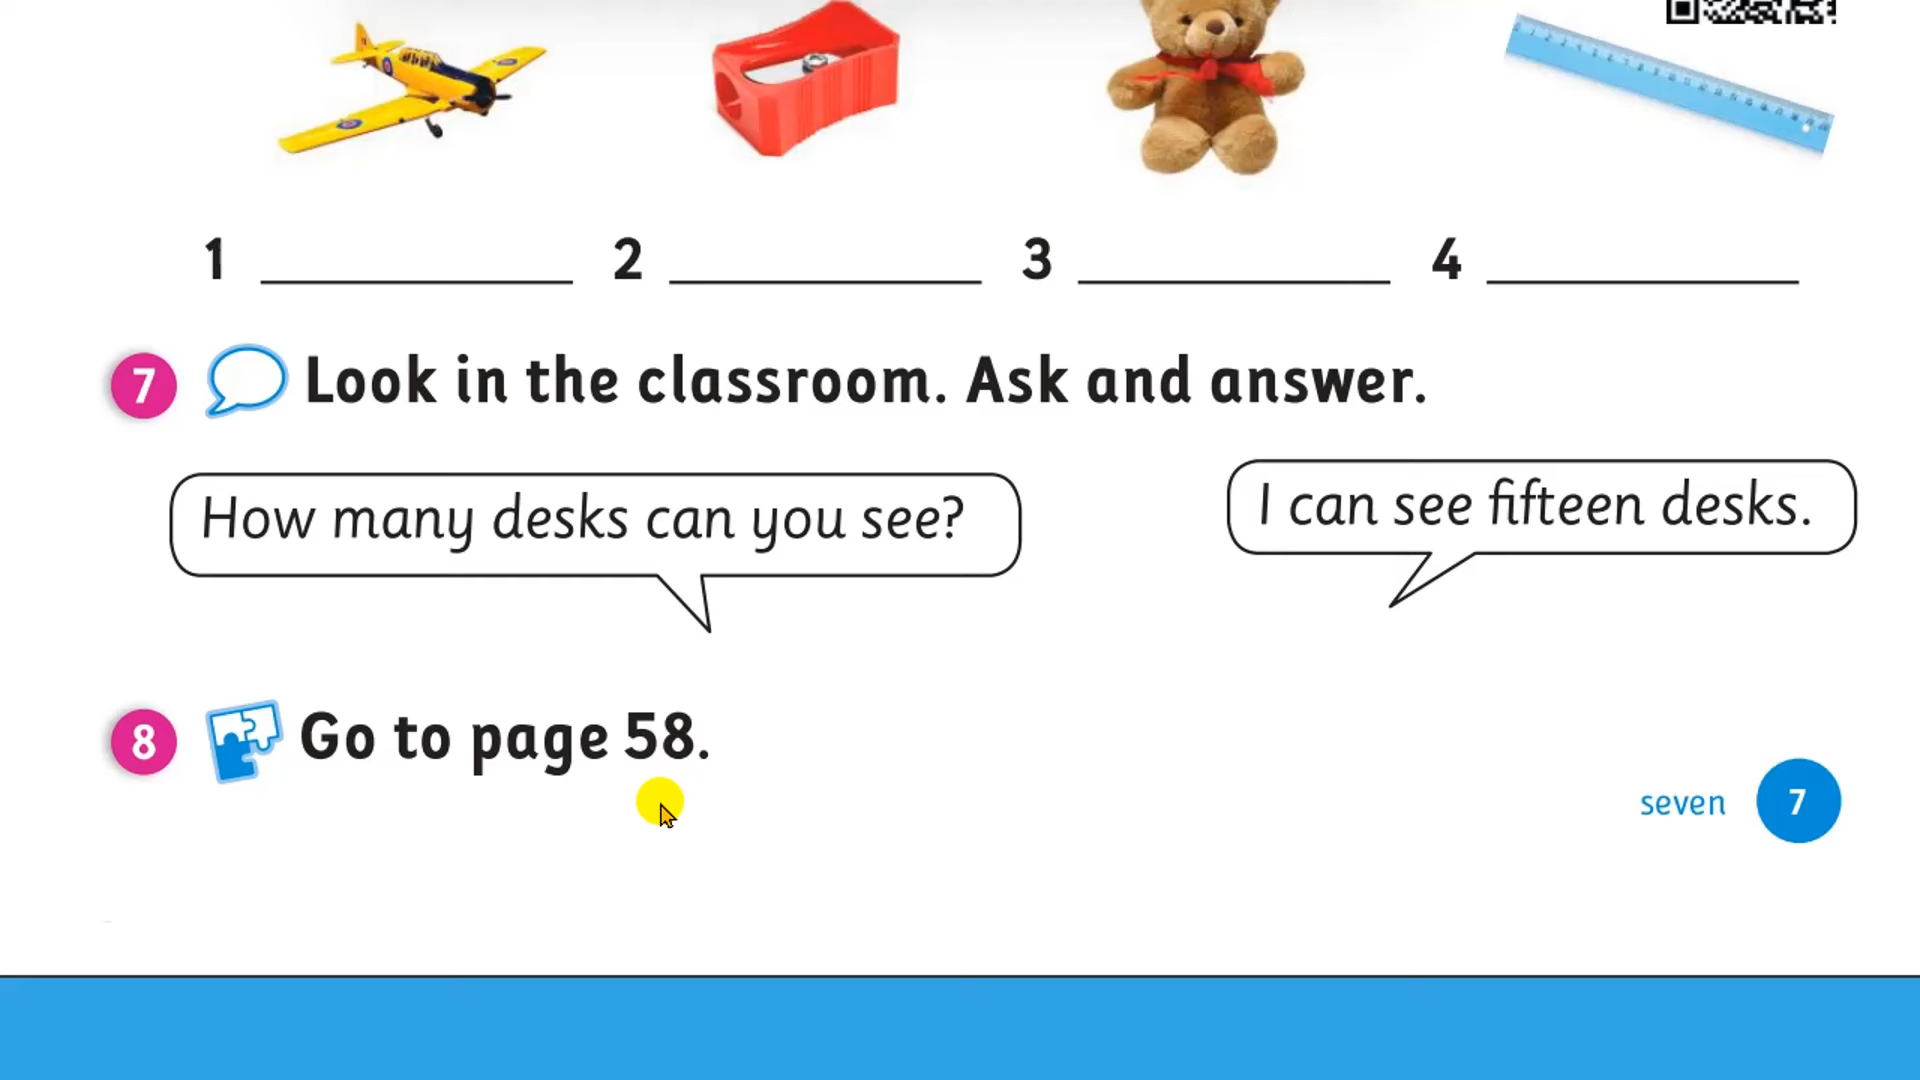 1 2 3 4
7 Look in the classroom. Ask and answer.
How many desks can you see?
I can see fifteen desks.
8 Go to page 58.
seven 7